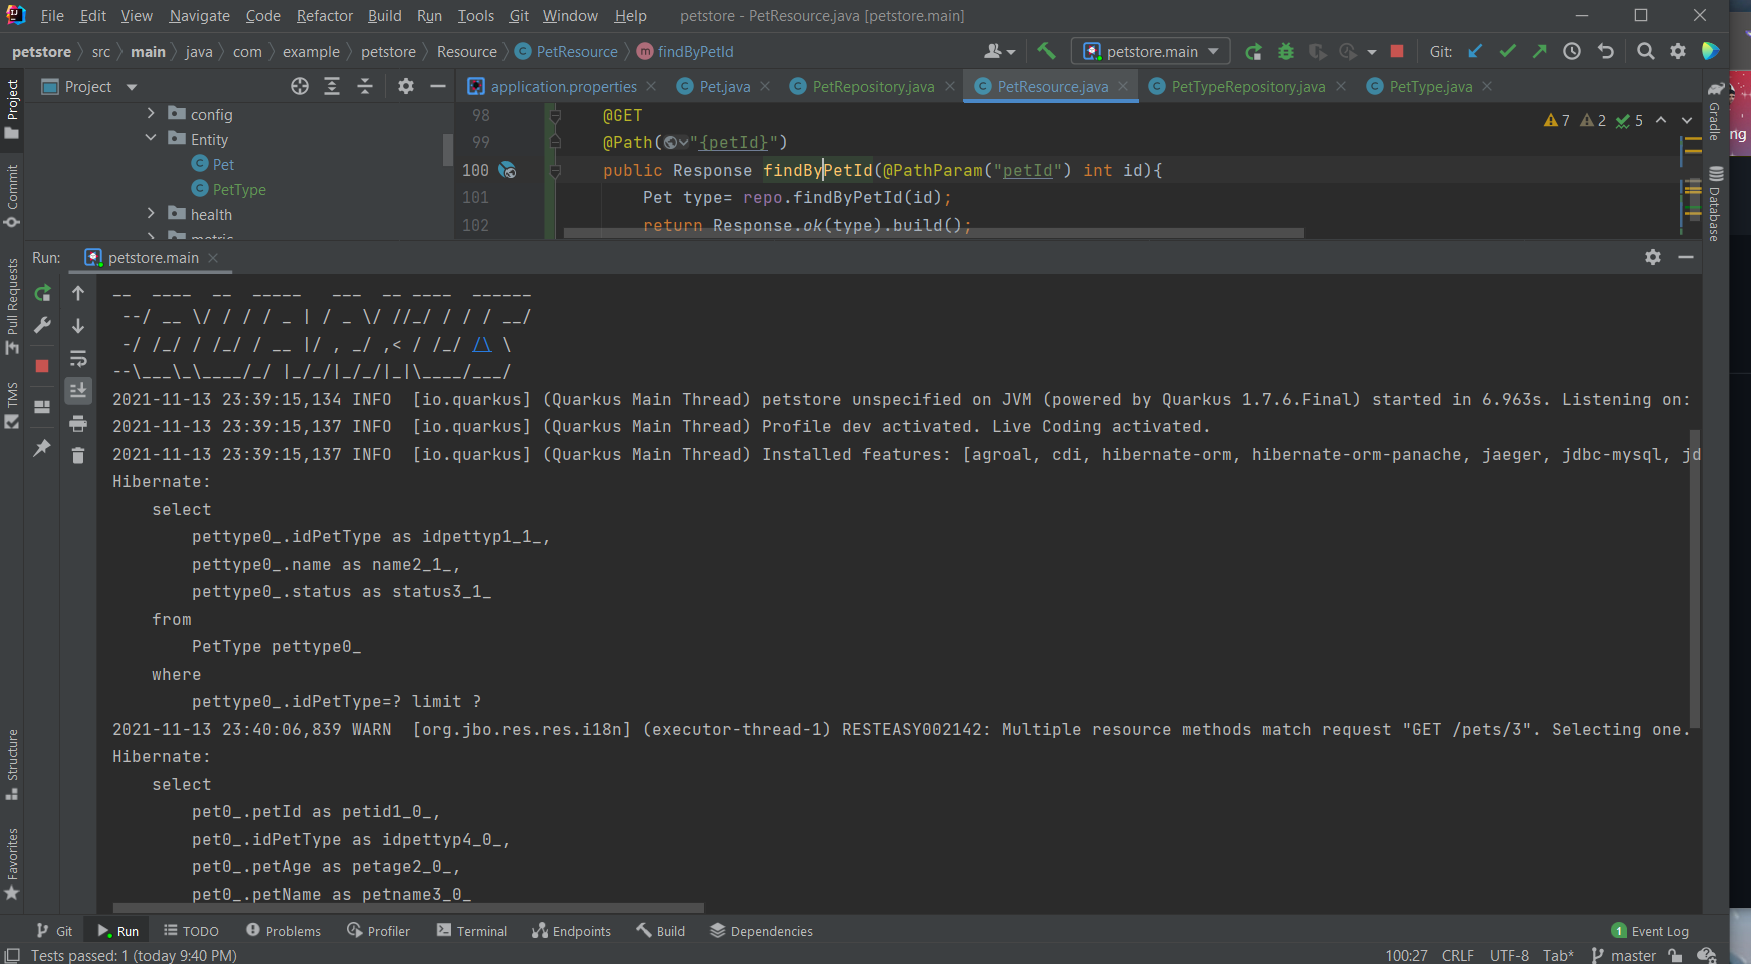 File Edit View Navigate Code Refactor Build Run Tools Git Window Help petstore - PetResource.java [petstore.main]
petstore src main java com example petstore Resource PetResource findByPetId petstore.main Git:
Project application.properties Pet.java PetRepository.java PetResource.java PetTypeRepository.java PetType.java
config
Entity
Pet
PetType
health
metric
98 @GET
99 @Path("{petId}")
100 public Response findByPetId(@PathParam("petId") int id){
101 Pet type= repo.findByPetId(id);
102 return Response.ok(type).build();
7 2 5
Project
Commit
Pull Requests
TMS
Structure
Favorites
Gradle
Database
ng
Run: petstore.main
__  ____  __  _____   ___  __ ____  ______
 --/ __ \/ / / / _ | / _ \/ //_/ / / / __/
 -/ /_/ / /_/ / __ |/ , _/ ,< / /_/ /\ \
--\___\_\____/_/ |_/_/|_/_/|_|\____/___/
2021-11-13 23:39:15,134 INFO  [io.quarkus] (Quarkus Main Thread) petstore unspecified on JVM (powered by Quarkus 1.7.6.Final) started in 6.963s. Listening on:
2021-11-13 23:39:15,137 INFO  [io.quarkus] (Quarkus Main Thread) Profile dev activated. Live Coding activated.
2021-11-13 23:39:15,137 INFO  [io.quarkus] (Quarkus Main Thread) Installed features: [agroal, cdi, hibernate-orm, hibernate-orm-panache, jaeger, jdbc-mysql, jd
Hibernate:
select
pettype0_.idPetType as idpettyp1_1_,
pettype0_.name as name2_1_,
pettype0_.status as status3_1_
from
PetType pettype0_
where
pettype0_.idPetType=? limit ?
2021-11-13 23:40:06,839 WARN  [org.jbo.res.res.i18n] (executor-thread-1) RESTEASY002142: Multiple resource methods match request "GET /pets/3". Selecting one.
Hibernate:
select
pet0_.petId as petid1_0_,
pet0_.idPetType as idpettyp4_0_,
pet0_.petAge as petage2_0_,
pet0_.petName as petname3_0_
Git Run TODO Problems Profiler Terminal Endpoints Build Dependencies 1 Event Log
Tests passed: 1 (today 9:40 PM) 100:27 CRLF UTF-8 Tab* master